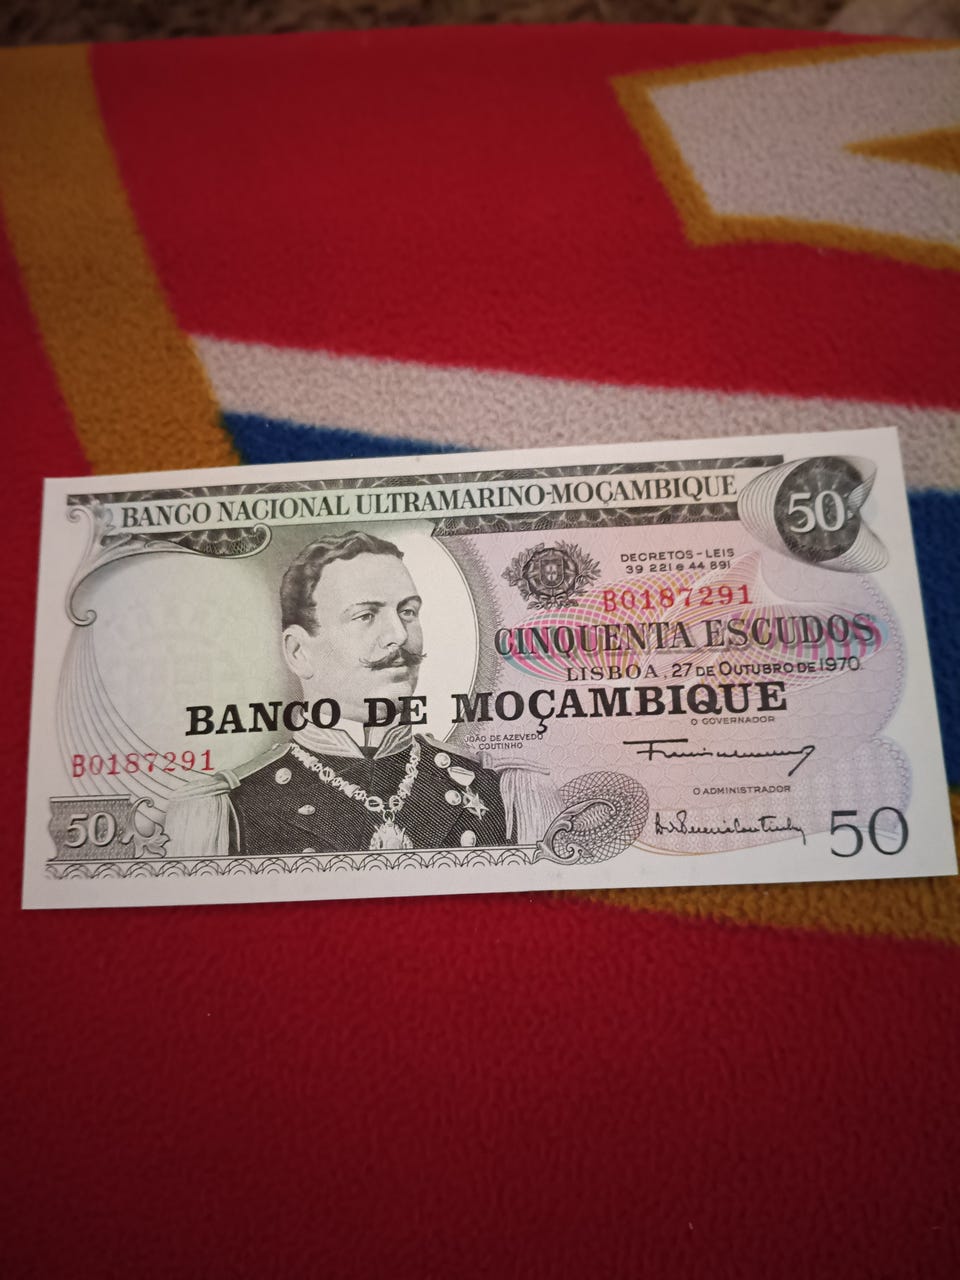 BANCO NACIONAL ULTRAMARINO-MOÇAMBIQUE
50
DECRETOS-LEIS
39 221 e 44 891
B0187291
CINQUENTA ESCUDOS
LISBOA, 27 DE OUTUBRO DE 1970
BANCO DE MOÇAMBIQUE
O GOVERNADOR
JOÃO DE AZEVEDO
COUTINHO
B0187291
O ADMINISTRADOR
50
50